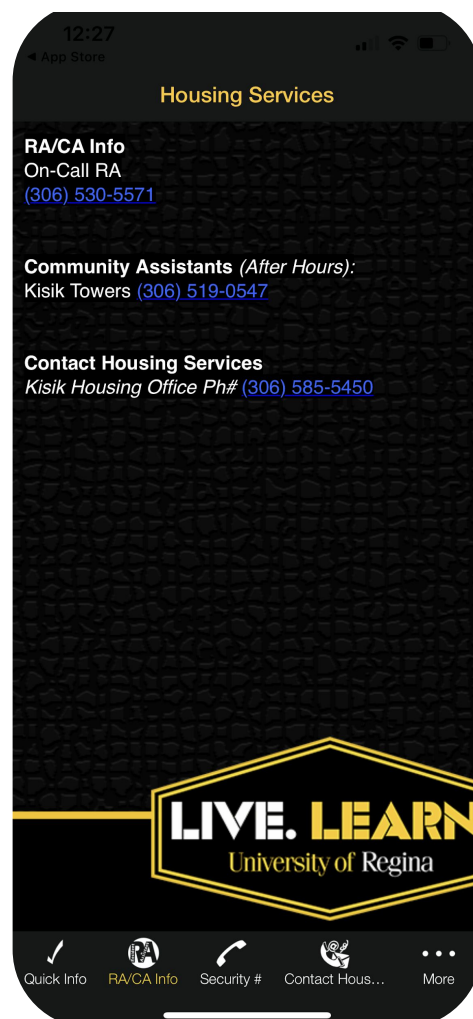 12:27
◀ App Store
Housing Services
RA/CA Info
On-Call RA
(306) 530-5571
Community Assistants (After Hours):
Kisik Towers (306) 519-0547
Contact Housing Services
Kisik Housing Office Ph# (306) 585-5450
LIVE. LEARN
University of Regina
RA
Quick Info
RA/CA Info
Security #
Contact Hous...
More